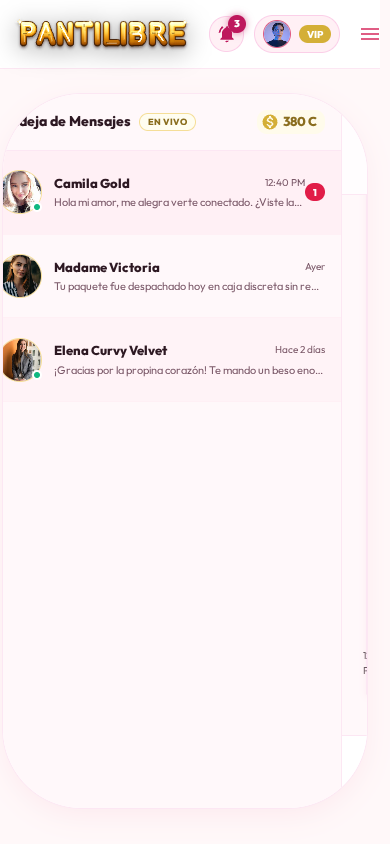 PANTILIBRE
3
VIP
deja de Mensajes
EN VIVO
380 C
Camila Gold
12:40 PM
Hola mi amor, me alegra verte conectado. ¿Viste la...
1
Madame Victoria
Ayer
Tu paquete fue despachado hoy en caja discreta sin re...
Elena Curvy Velvet
Hace 2 días
¡Gracias por la propina corazón! Te mando un beso eno...